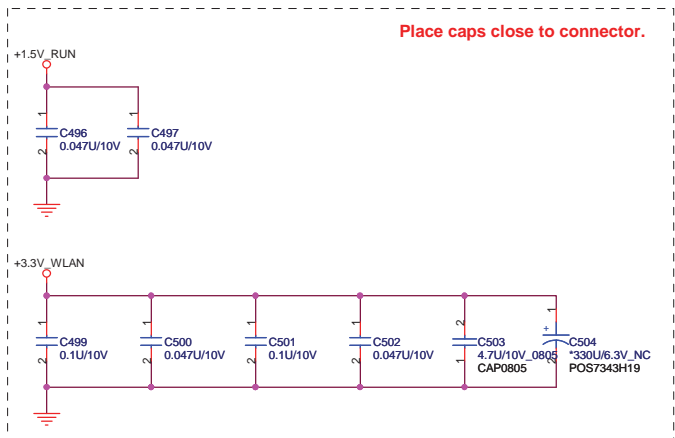 Place caps close to connector.
+1.5V_RUN
1
1
C496
0.047U/10V
C497
0.047U/10V
2
2
+3.3V_WLAN
1
1
1
1
2
1
C499
0.1U/10V
C500
0.047U/10V
C501
0.1U/10V
C502
0.047U/10V
C503
4.7U/10V_0805
CAP0805
+
C504
*330U/6.3V_NC
POS7343H19
2
2
2
2
1
2